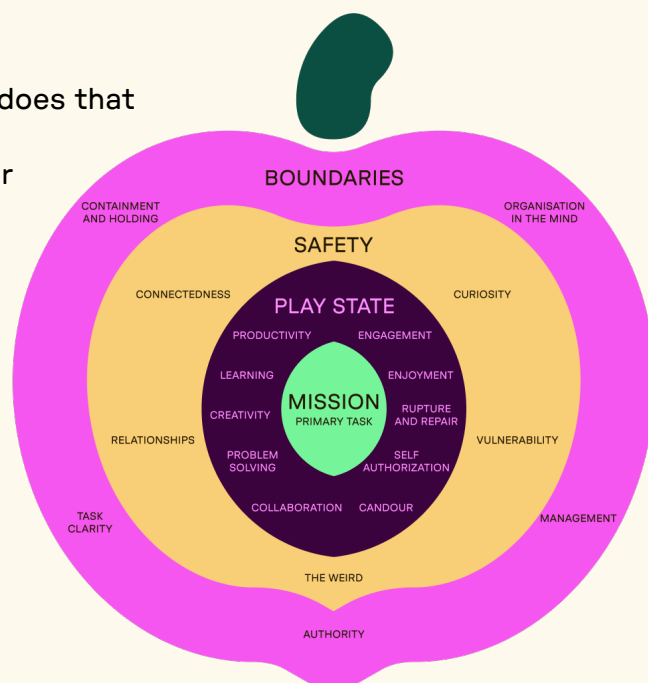 does that
r
BOUNDARIES
CONTAINMENT
AND HOLDING
ORGANISATION
IN THE MIND
SAFETY
CONNECTEDNESS
CURIOSITY
PLAY STATE
PRODUCTIVITY
ENGAGEMENT
LEARNING
ENJOYMENT
MISSION
PRIMARY TASK
CREATIVITY
RUPTURE
AND REPAIR
RELATIONSHIPS
VULNERABILITY
PROBLEM
SOLVING
SELF
AUTHORIZATION
COLLABORATION
CANDOUR
TASK
CLARITY
MANAGEMENT
THE WEIRD
AUTHORITY